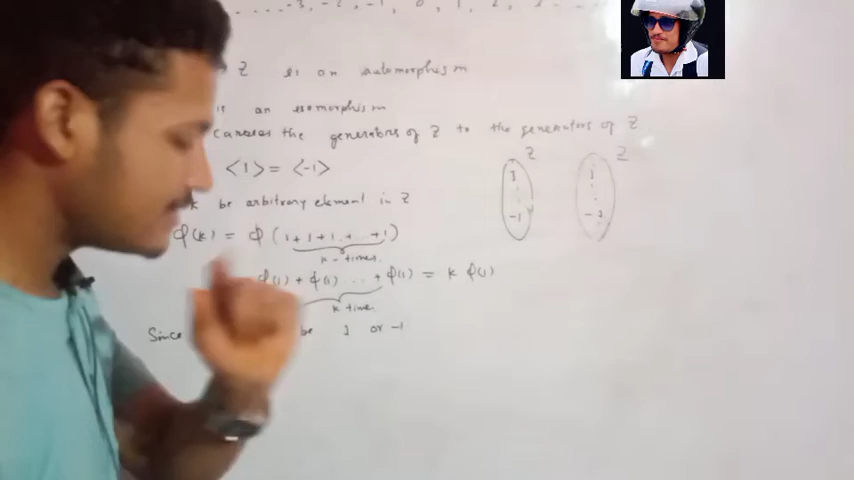 -3, -2, -1, 0, 1, 2, 3
Z is an automorphism
is an isomorphism
carries the generators of Z to the generators of Z
<1> = <-1>
Z Z
k be arbitrary element in Z
1 1
-1
φ(k) = φ (1+1+1+...+1)
k-times.
φ(1) + φ(1) ... + φ(1) = k φ(1)
k time
Since be 1 or -1